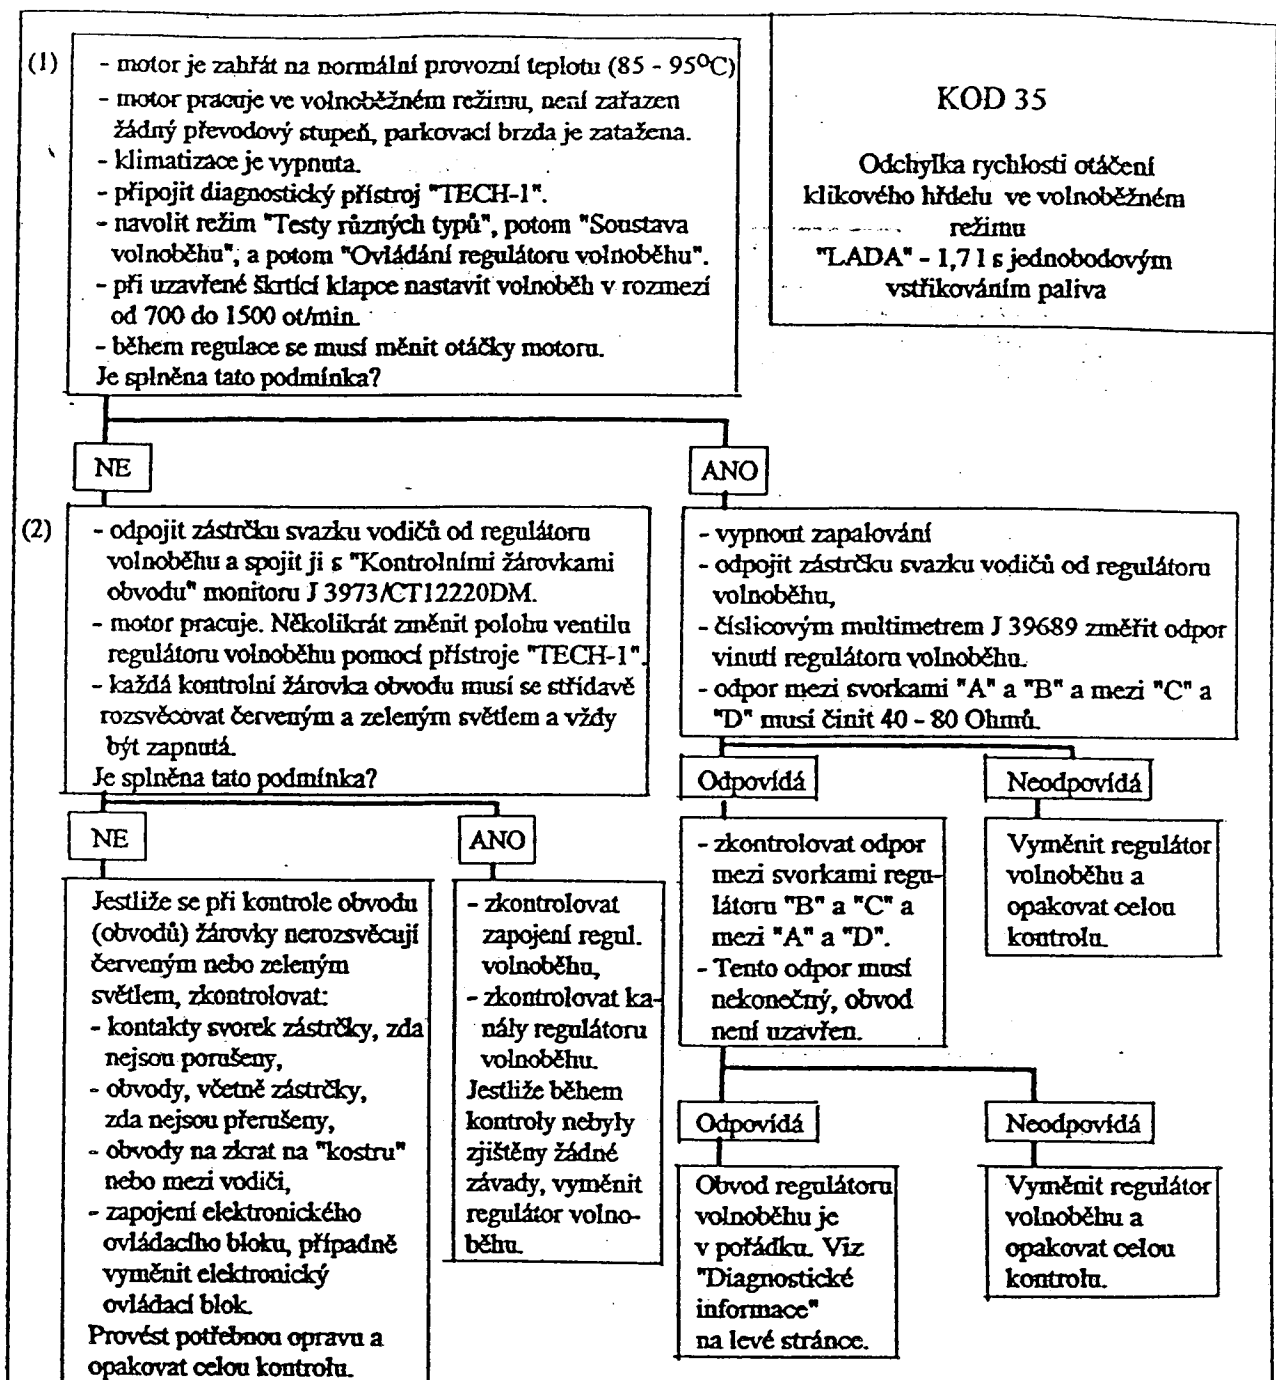 (1)
- motor je zahřát na normální provozní teplotu (85 - 95°C)
- motor pracuje ve volnoběžném režimu, není zařazen
žádný převodový stupeň, parkovací brzda je zatažena.
- klimatizace je vypnuta.
- připojit diagnostický přístroj "TECH-1".
- navolit režim "Testy různých typů", potom "Soustava
volnoběhu", a potom "Ovládání regulátoru volnoběhu".
- při uzavřené škrtící klapce nastavit volnoběh v rozmezí
od 700 do 1500 ot/min.
- během regulace se musí měnit otáčky motoru.
Je splněna tato podmínka?
KOD 35
Odchylka rychlosti otáčení
klikového hřdelu ve volnoběžném
režimu
"LADA" - 1,7 l s jednobodovým
vstřikováním paliva
NE
ANO
(2)
- odpojit zástrčku svazku vodičů od regulátoru
volnoběhu a spojit ji s "Kontrolními žárovkami
obvodu" monitoru J 3973/CT12220DM.
- motor pracuje. Několikrát změnit polohu ventilu
regulátoru volnoběhu pomocí přístroje "TECH-1".
- každá kontrolní žárovka obvodu musí se střídavě
rozsvěcovat červeným a zeleným světlem a vždy
být zapnutá.
Je splněna tato podmínka?
- vypnout zapalování
- odpojit zástrčku svazku vodičů od regulátoru
volnoběhu,
- číslicovým multimetrem J 39689 změřit odpor
vinutí regulátoru volnoběhu.
- odpor mezi svorkami "A" a "B" a mezi "C" a
"D" musí činit 40 - 80 Ohmů.
NE
ANO
Odpovídá
Neodpovídá
Jestliže se při kontrole obvodu
(obvodů) žárovky nerozsvěcují
červeným nebo zeleným
světlem, zkontrolovat:
- kontakty svorek zástrčky, zda
nejsou porušeny,
- obvody, včetně zástrčky,
zda nejsou přerušeny,
- obvody na zkrat na "kostru"
nebo mezi vodiči,
- zapojení elektronického
ovládacího bloku, případně
vyměnit elektronický
ovládací blok.
Provést potřebnou opravu a
opakovat celou kontrolu.
- zkontrolovat
zapojení regul.
volnoběhu,
- zkontrolovat ka-
nály regulátoru
volnoběhu.
Jestliže během
kontroly nebyly
zjištěny žádné
závady, vyměnit
regulátor volno-
běhu.
- zkontrolovat odpor
mezi svorkami regu-
látoru "B" a "C" a
mezi "A" a "D".
- Tento odpor musí
nekonečný, obvod
není uzavřen.
Vyměnit regulátor
volnoběhu a
opakovat celou
kontrolu.
Odpovídá
Neodpovídá
Obvod regulátoru
volnoběhu je
v pořádku. Viz
"Diagnostické
informace"
na levé stránce.
Vyměnit regulátor
volnoběhu a
opakovat celou
kontrolu.